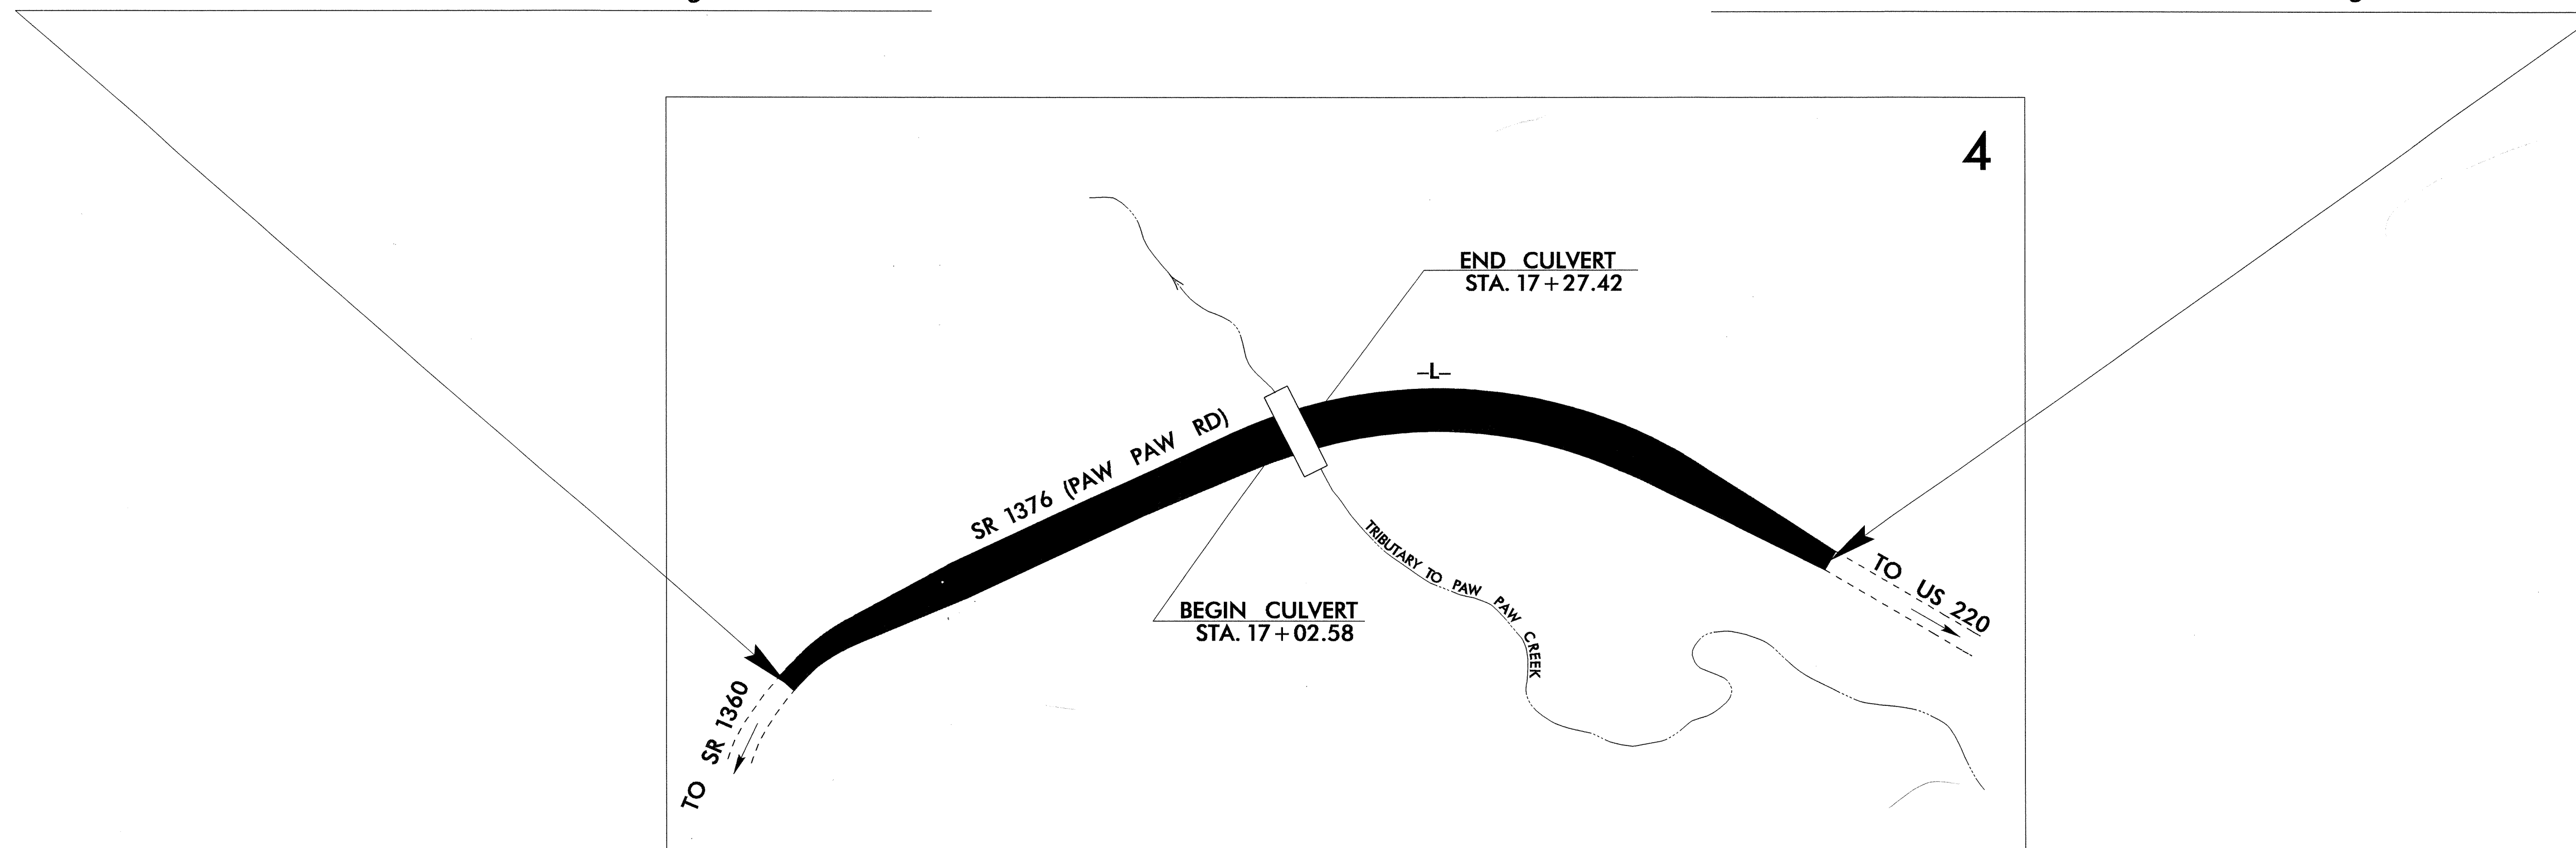 4
END CULVERT
STA. 17+27.42
-L-
SR 1376 (PAW PAW RD)
TO US 220
TRIBUTARY TO PAW PAW CREEK
BEGIN CULVERT
STA. 17+02.58
TO SR 1360